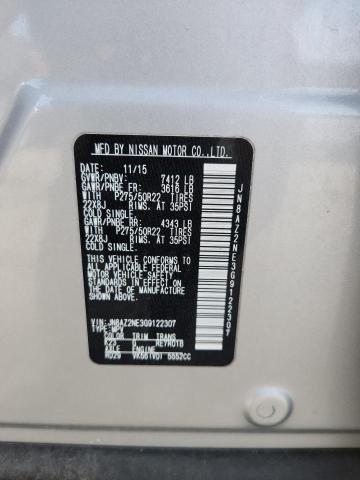 MFD BY NISSAN MOTOR CO.,LTD.
DATE: 11/15
GVWR/PNBV: 7412 LB
GAWR/PNBE FR: 3616 LB
WITH P275/50R22 TIRES
22X8J RIMS. AT 35PSI
COLD SINGLE.
GAWR/PNBE RR: 4343 LB
WITH P275/50R22 TIRES
22X8J RIMS. AT 35PSI
COLD SINGLE.
THIS VEHICLE CONFORMS TO
ALL APPLICABLE FEDERAL
MOTOR VEHICLE SAFETY
STANDARDS IN EFFECT ON
THE DATE OF MANUFACTURE
SHOWN ABOVE.
VIN:JN8AZ2NE3G9122307
TYPE:MPV
COLOR TRIM TRANS
K23 G RE7R01B
AXLE ENGINE
RD29 VK56(VD) 5552CC
JN8AZ2NE3G9122307